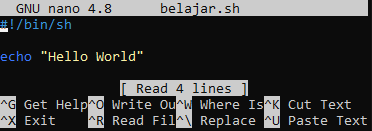 GNU nano 4.8 belajar.sh
#!/bin/sh
echo "Hello World"
[ Read 4 lines ]
^G Get Help^O Write Ou^W Where Is^K Cut Text
^X Exit ^R Read Fil^\ Replace ^U Paste Text